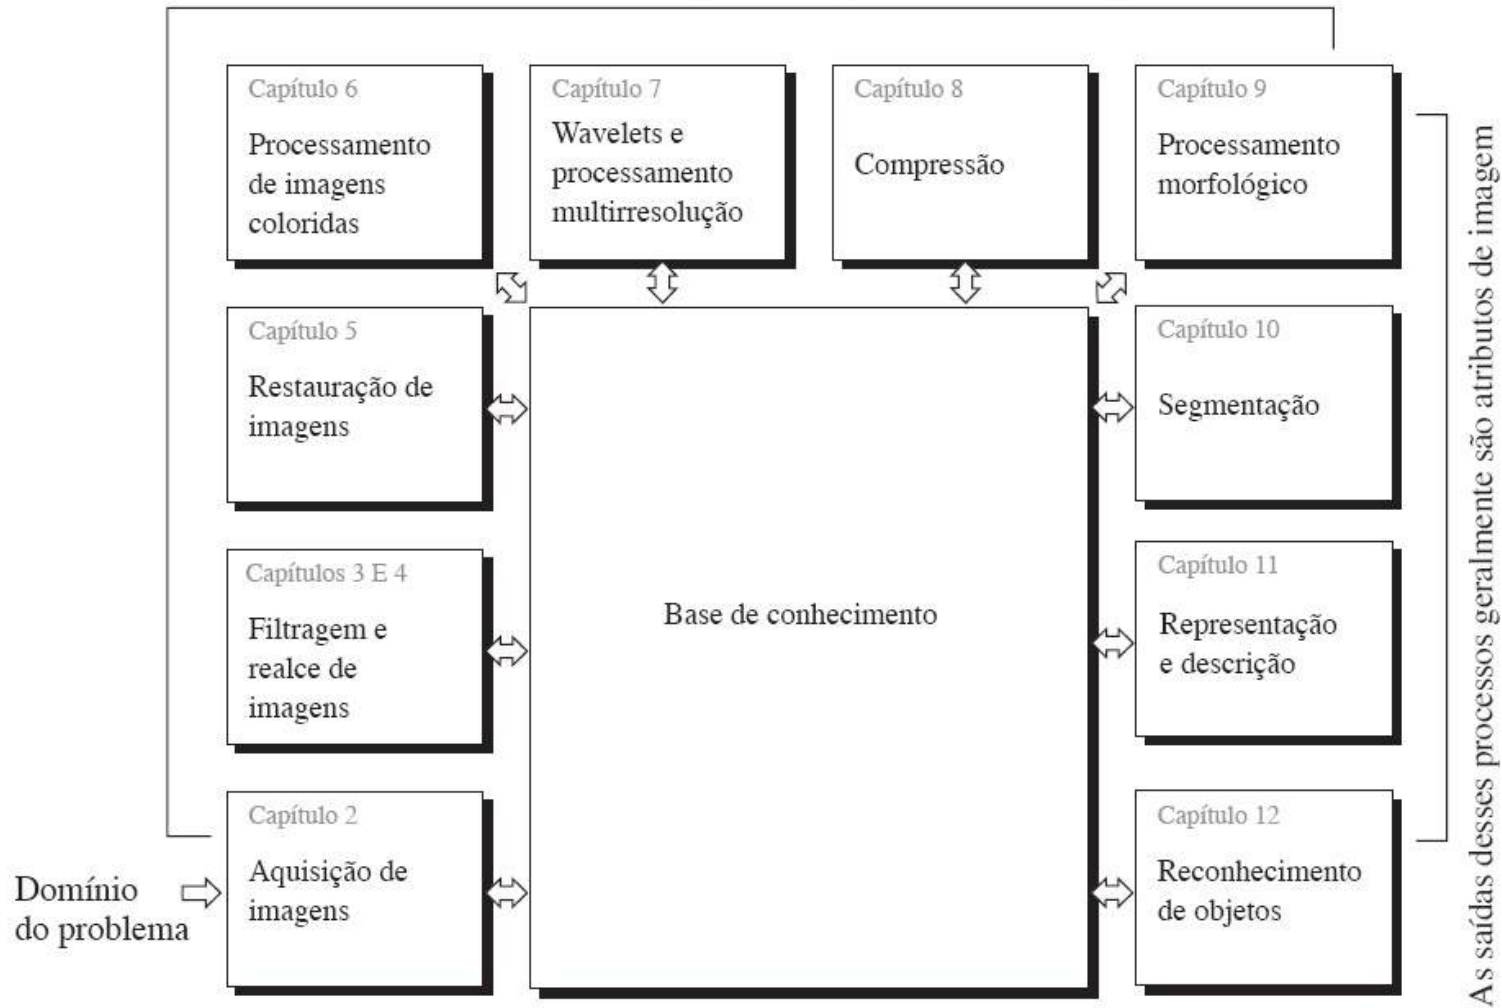 Capítulo 6
Processamento
de imagens
coloridas
Capítulo 7
Wavelets e
processamento
multirresolução
Capítulo 8
Compressão
Capítulo 9
Processamento
morfológico
Capítulo 5
Restauração de
imagens
Capítulo 10
Segmentação
Capítulos 3 E 4
Filtragem e
realce de
imagens
Base de conhecimento
Capítulo 11
Representação
e descrição
Capítulo 2
Aquisição de
imagens
Capítulo 12
Reconhecimento
de objetos
Domínio
do problema
As saídas desses processos geralmente são atributos de imagem